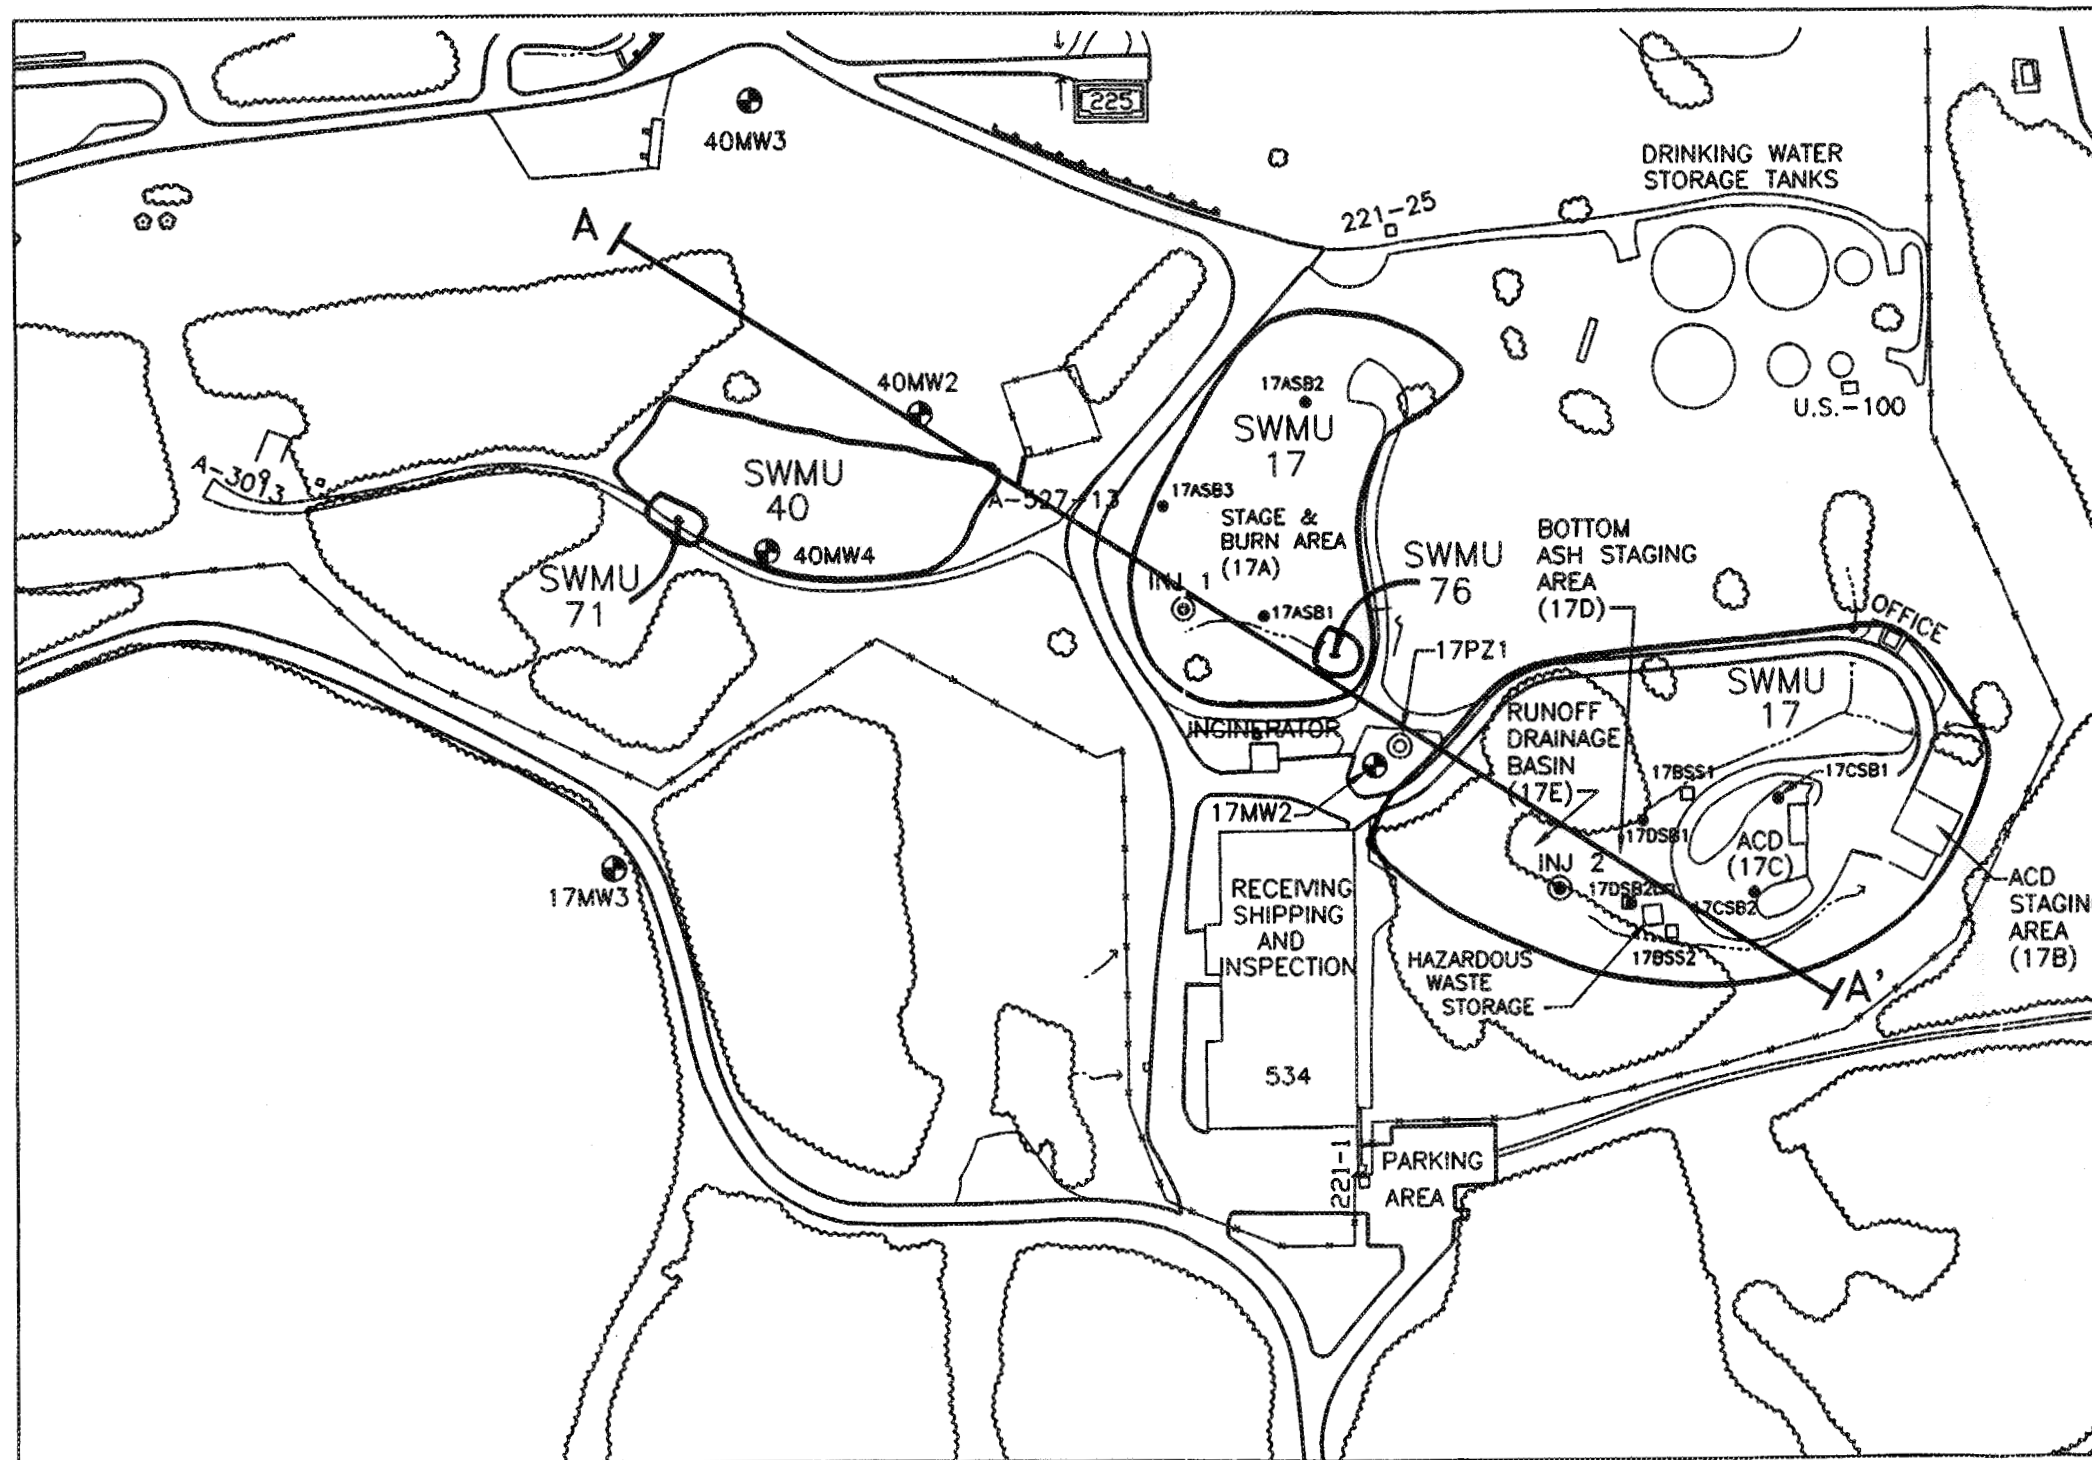 225
40MW3
DRINKING WATER
STORAGE TANKS
221-25
A
40MW2
17ASB2
U.S.-100
SWMU
17
A-3093
SWMU
40
A-527-13
17ASB3
STAGE &
BURN AREA
(17A)
BOTTOM
ASH STAGING
AREA
(17D)
SWMU
76
40MW4
SWMU
71
INJ 1
17ASB1
OFFICE
17PZ1
SWMU
17
INCINERATOR
RUNOFF
DRAINAGE
BASIN
(17E)
17BSS1
17CSB1
17MW2
17DSB1
ACD
(17C)
INJ 2
17MW3
RECEIVING
SHIPPING
AND
INSPECTION
17DSB2
17CSB2
ACD
STAGIN
AREA
(17B)
17BSS2
HAZARDOUS
WASTE
STORAGE
A'
534
221-1
PARKING
AREA